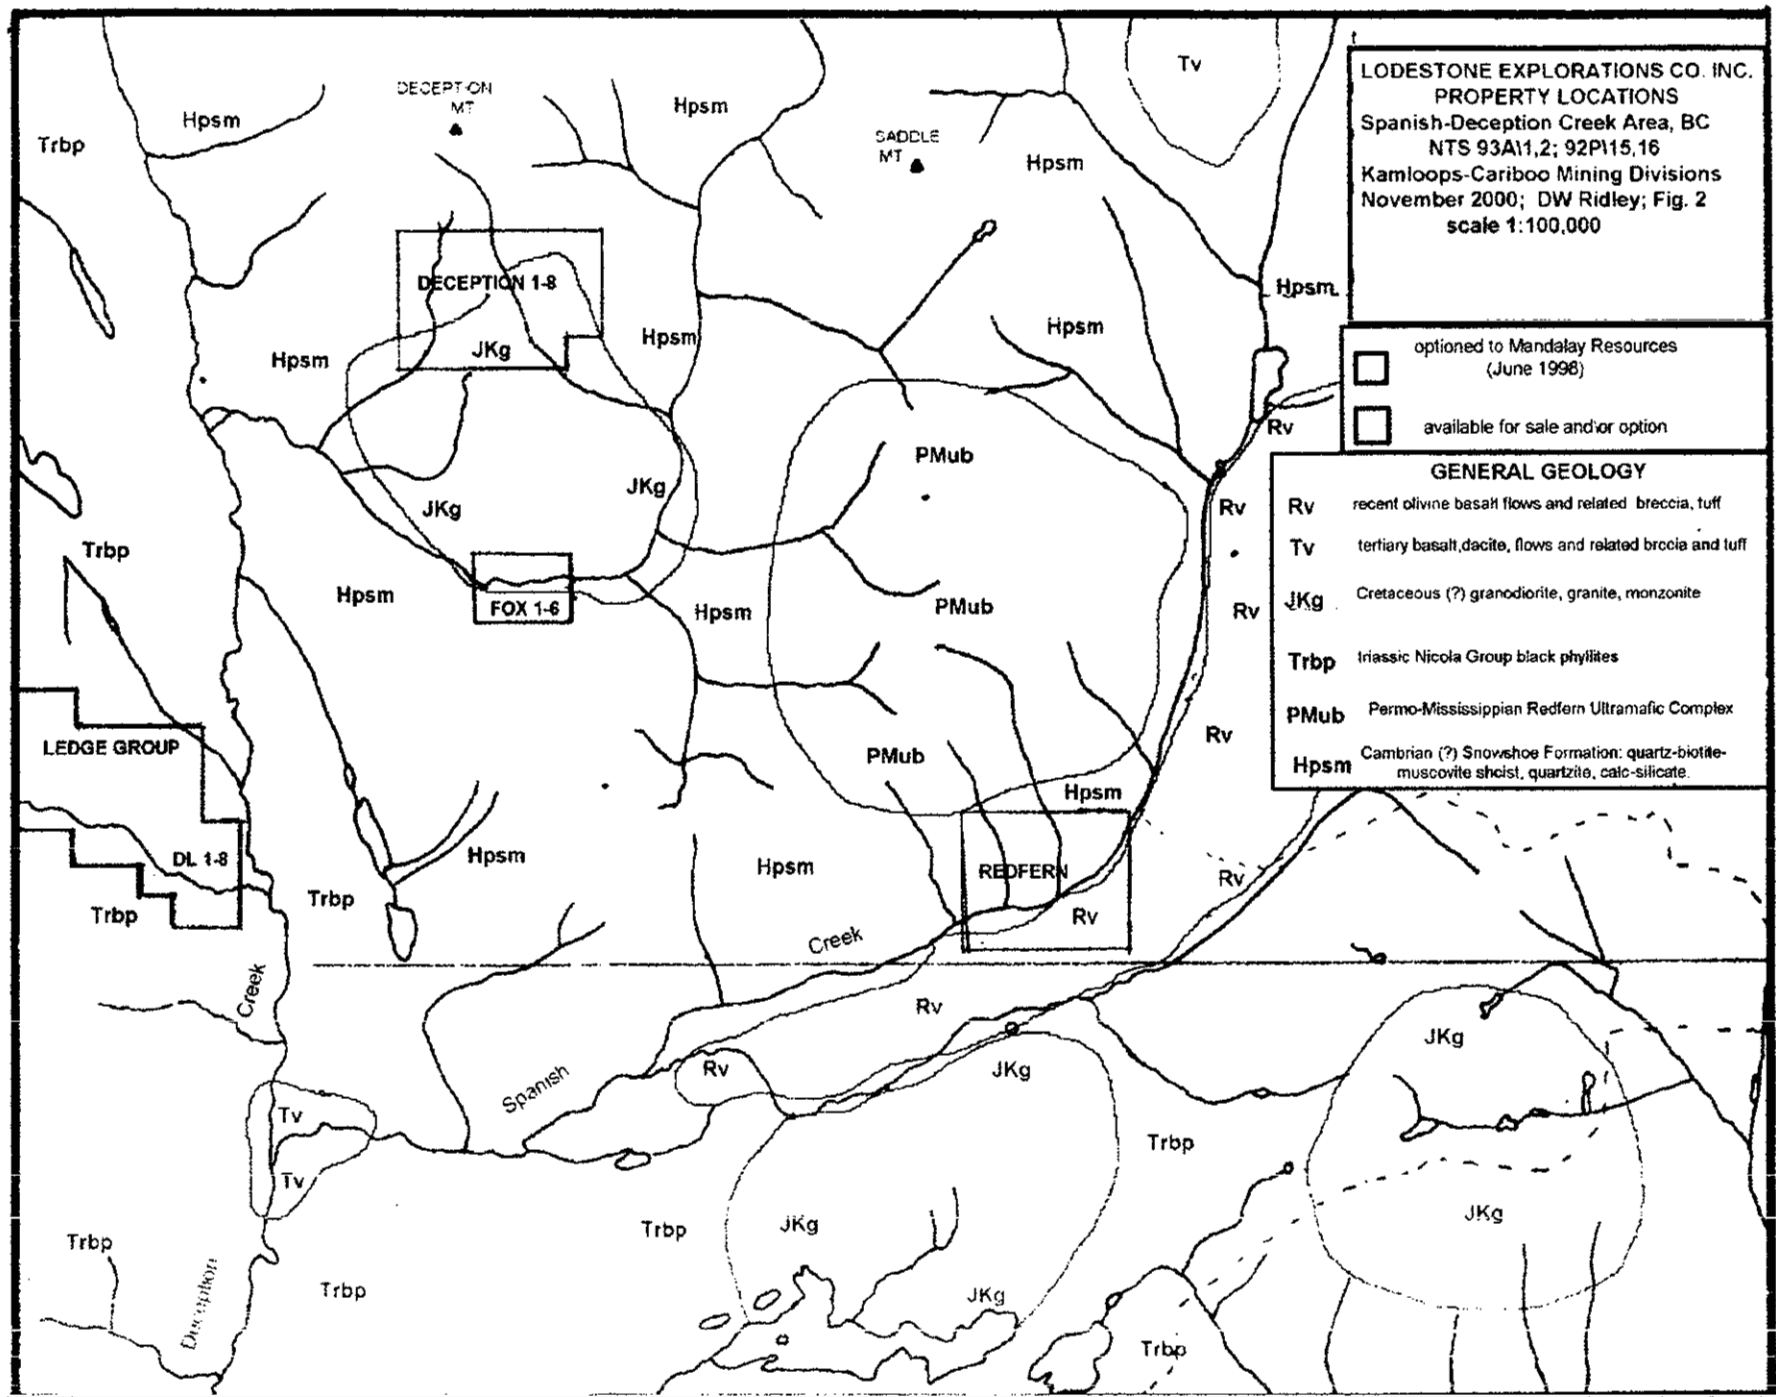 LODESTONE EXPLORATIONS CO. INC.
PROPERTY LOCATIONS
Spanish-Deception Creek Area, BC
NTS 93A\1,2; 92P\15,16
Kamloops-Cariboo Mining Divisions
November 2000; DW Ridley; Fig. 2
scale 1:100,000
optioned to Mandalay Resources
(June 1998)
available for sale and\or option
GENERAL GEOLOGY
Rv recent olivine basalt flows and related breccia, tuff
Tv tertiary basalt,dacite, flows and related brccia and tuff
JKg Cretaceous (?) granodiorite, granite, monzonite
Trbp triassic Nicola Group black phyllites
PMub Permo-Mississippian Redfern Ultramafic Complex
Hpsm Cambrian (?) Snowshoe Formation: quartz-biotite-
muscovite shcist, quartzite, calc-silicate.
Tv
DECEPTION
MT
Hpsm
Hpsm
Trbp
SADDLE
MT
Hpsm
DECEPTION 1-8
Hpsm
Hpsm
Hpsm
JKg
Hpsm
Rv
PMub
JKg
JKg
Rv
Trbp
Hpsm
FOX 1-6
Hpsm
PMub
Rv
LEDGE GROUP
Rv
PMub
Hpsm
DL 1-8
Hpsm
Hpsm
REDFERN
Rv
Trbp
Trbp
Rv
Creek
Creek
Rv
JKg
Rv
JKg
Spanish
Tv
Trbp
Tv
Trbp
JKg
JKg
Trbp
Deception
Trbp
JKg
Trbp